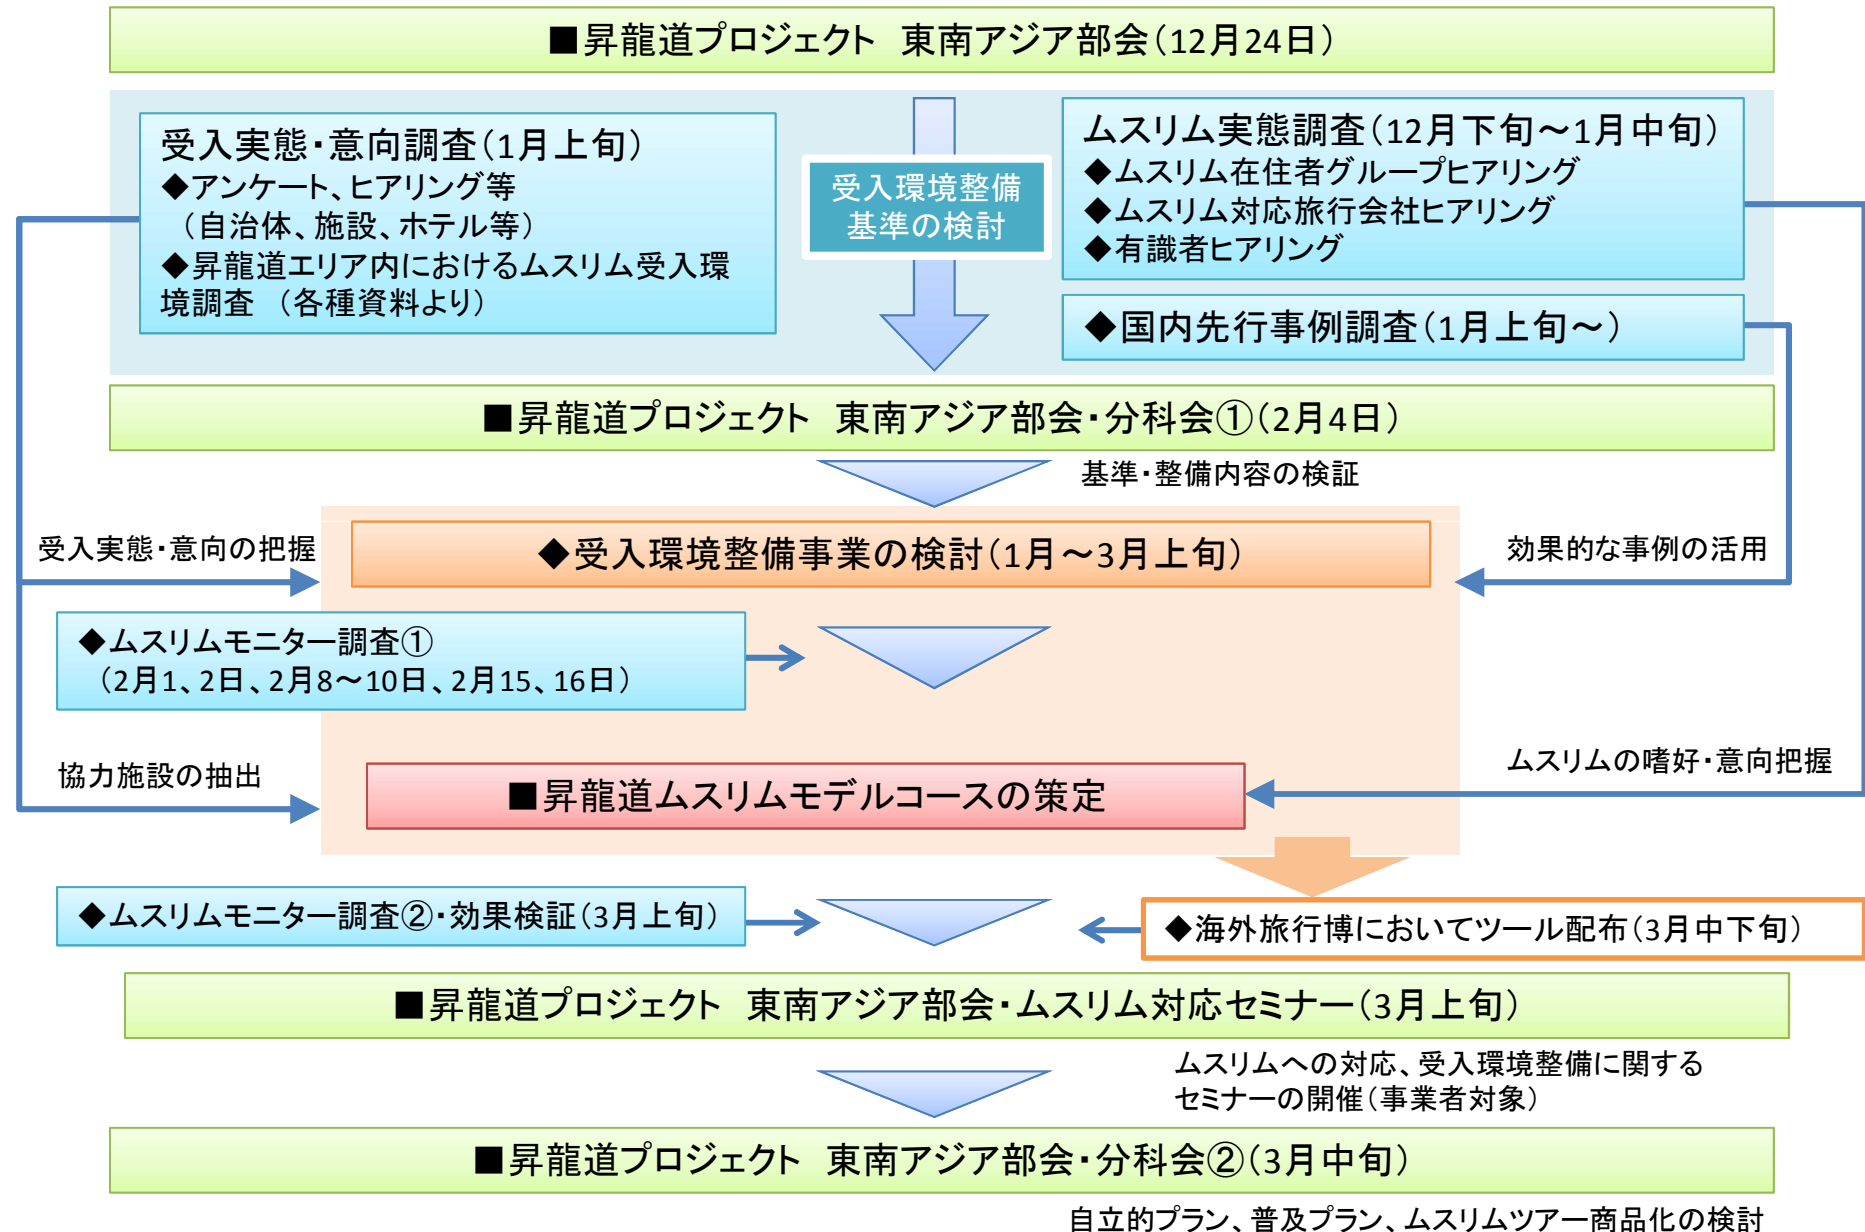 ■昇龍道プロジェクト　東南アジア部会（12月24日）
受入実態・意向調査（1月上旬）
◆アンケート、ヒアリング等
（自治体、施設、ホテル等）
◆昇龍道エリア内におけるムスリム受入環
境調査　（各種資料より）
受入環境整備
基準の検討
ムスリム実態調査（12月下旬～1月中旬）
◆ムスリム在住者グループヒアリング
◆ムスリム対応旅行会社ヒアリング
◆有識者ヒアリング
◆国内先行事例調査（1月上旬～）
■昇龍道プロジェクト　東南アジア部会・分科会①（2月4日）
基準・整備内容の検証
受入実態・意向の把握
◆受入環境整備事業の検討（1月～3月上旬）
効果的な事例の活用
◆ムスリムモニター調査①
（2月1、2日、2月8～10日、2月15、16日）
協力施設の抽出
■昇龍道ムスリムモデルコースの策定
ムスリムの嗜好・意向把握
◆ムスリムモニター調査②・効果検証（3月上旬）
◆海外旅行博においてツール配布（3月中下旬）
■昇龍道プロジェクト　東南アジア部会・ムスリム対応セミナー（3月上旬）
ムスリムへの対応、受入環境整備に関する
セミナーの開催（事業者対象）
■昇龍道プロジェクト　東南アジア部会・分科会②（3月中旬）
自立的プラン、普及プラン、ムスリムツアー商品化の検討